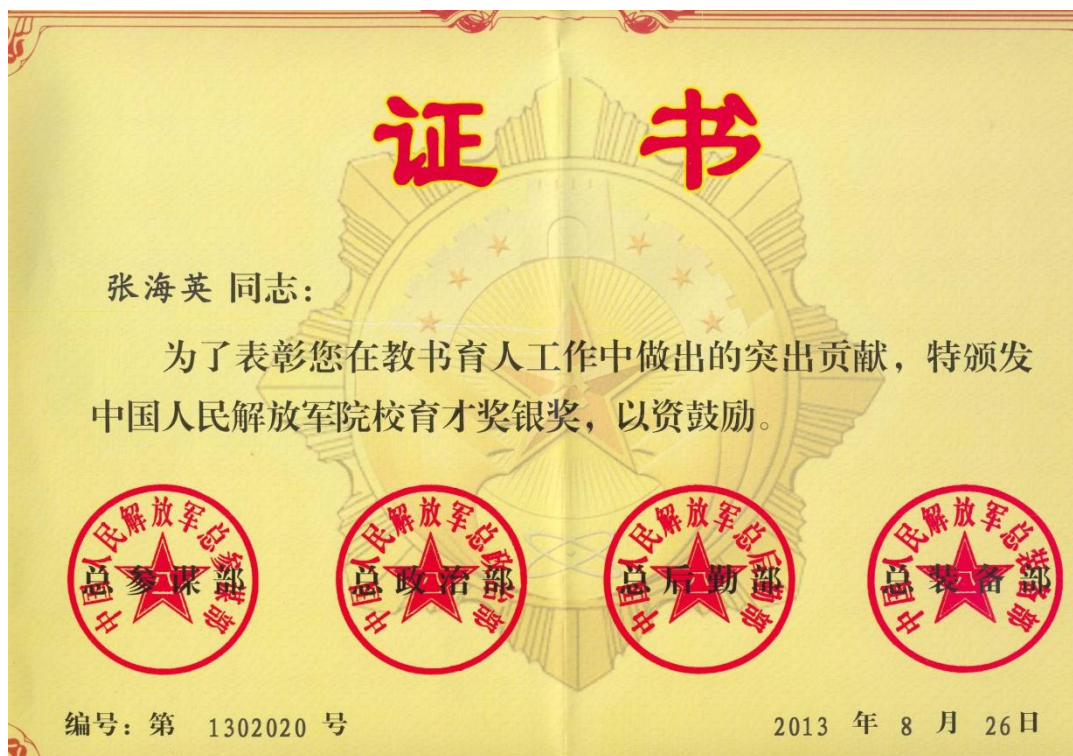 证书
张海英 同志：
为了表彰您在教书育人工作中做出的突出贡献，特颁发
中国人民解放军院校育才奖银奖，以资鼓励。
中国人民解放军总参谋部
总参谋部
中国人民解放军总政治部
总政治部
中国人民解放军总后勤部
总后勤部
中国人民解放军总装备部
总装备部
编号：第 1302020 号
2013 年 8 月 26日